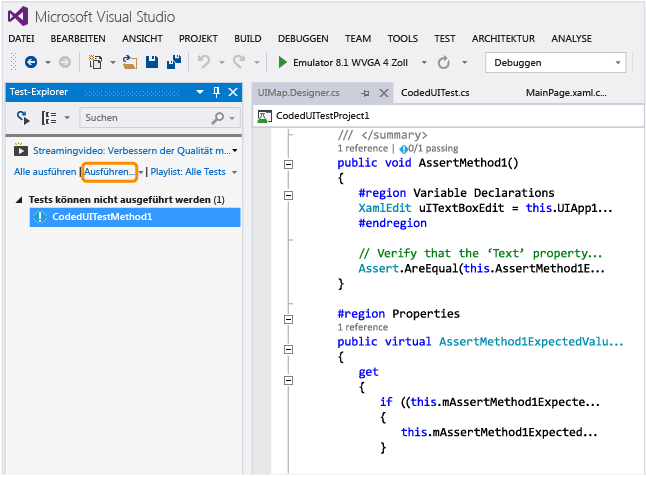 Microsoft Visual Studio
DATEI BEARBEITEN ANSICHT PROJEKT BUILD DEBUGGEN TEAM TOOLS TEST ARCHITEKTUR ANALYSE
Emulator 8.1 WVGA 4 Zoll Debuggen
Test-Explorer
Suchen
Streamingvideo: Verbessern der Qualität m...
Alle ausführen | Ausführen... | Playlist: Alle Tests
Tests können nicht ausgeführt werden (1)
CodedUITestMethod1
UIMap.Designer.cs CodedUITest.cs MainPage.xaml.c...
CodedUITestProject1
/// </summary>
1 reference | 0/1 passing
public void AssertMethod1()
{
#region Variable Declarations
XamlEdit uITextBoxEdit = this.UIApp1...
#endregion
// Verify that the ‘Text’ property...
Assert.AreEqual(this.AssertMethod1E...
}
#region Properties
1 reference
public virtual AssertMethod1ExpectedValu...
{
get
{
if ((this.mAssertMethod1Expecte...
{
this.mAssertMethod1Expected...
}